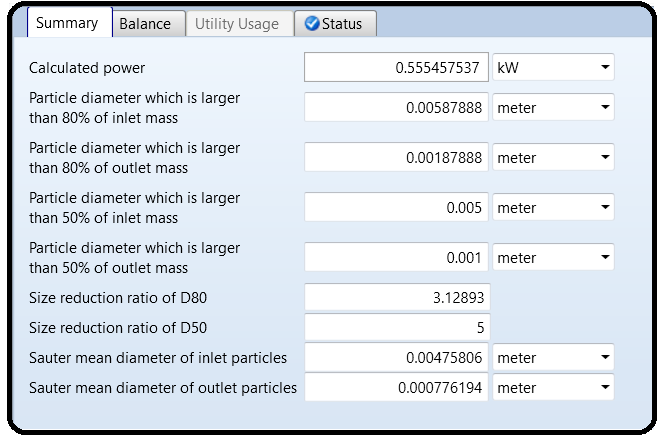 Summary Balance Utility Usage Status
Calculated power 0.555457537 kW
Particle diameter which is larger
than 80% of inlet mass 0.00587888 meter
Particle diameter which is larger
than 80% of outlet mass 0.00187888 meter
Particle diameter which is larger
than 50% of inlet mass 0.005 meter
Particle diameter which is larger
than 50% of outlet mass 0.001 meter
Size reduction ratio of D80 3.12893
Size reduction ratio of D50 5
Sauter mean diameter of inlet particles 0.00475806 meter
Sauter mean diameter of outlet particles 0.000776194 meter